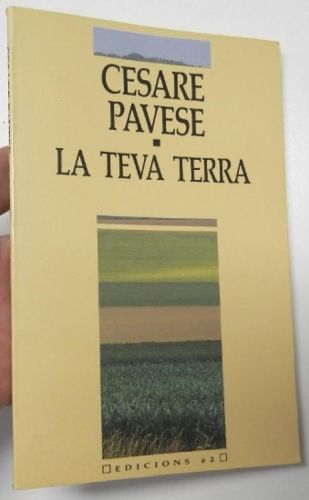 CESARE
PAVESE
LA TEVA TERRA
EDICIONS 62